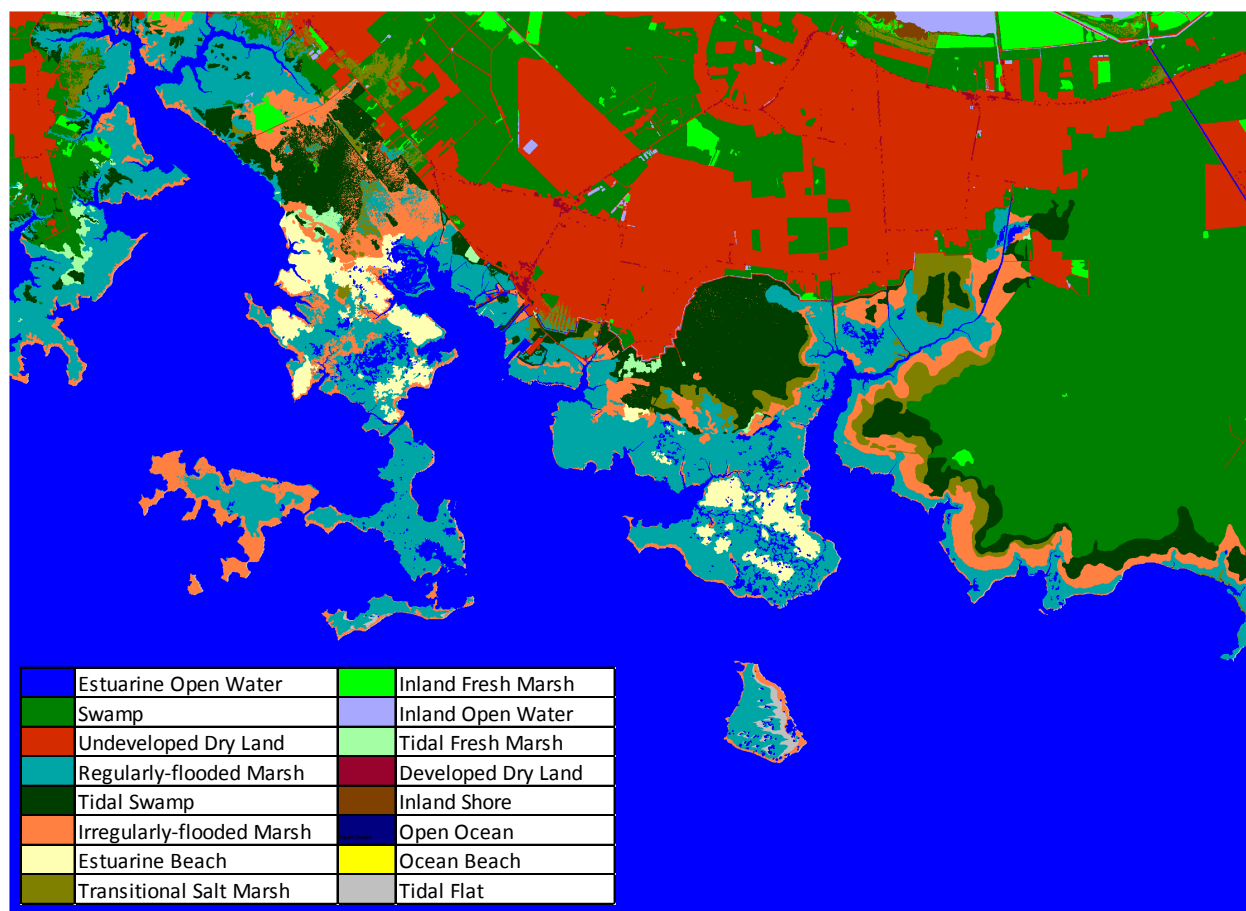 Estuarine Open Water Inland Fresh Marsh
Swamp Inland Open Water
Undeveloped Dry Land Tidal Fresh Marsh
Regularly-flooded Marsh Developed Dry Land
Tidal Swamp Inland Shore
Irregularly-flooded Marsh Open Ocean
Estuarine Beach Ocean Beach
Transitional Salt Marsh Tidal Flat